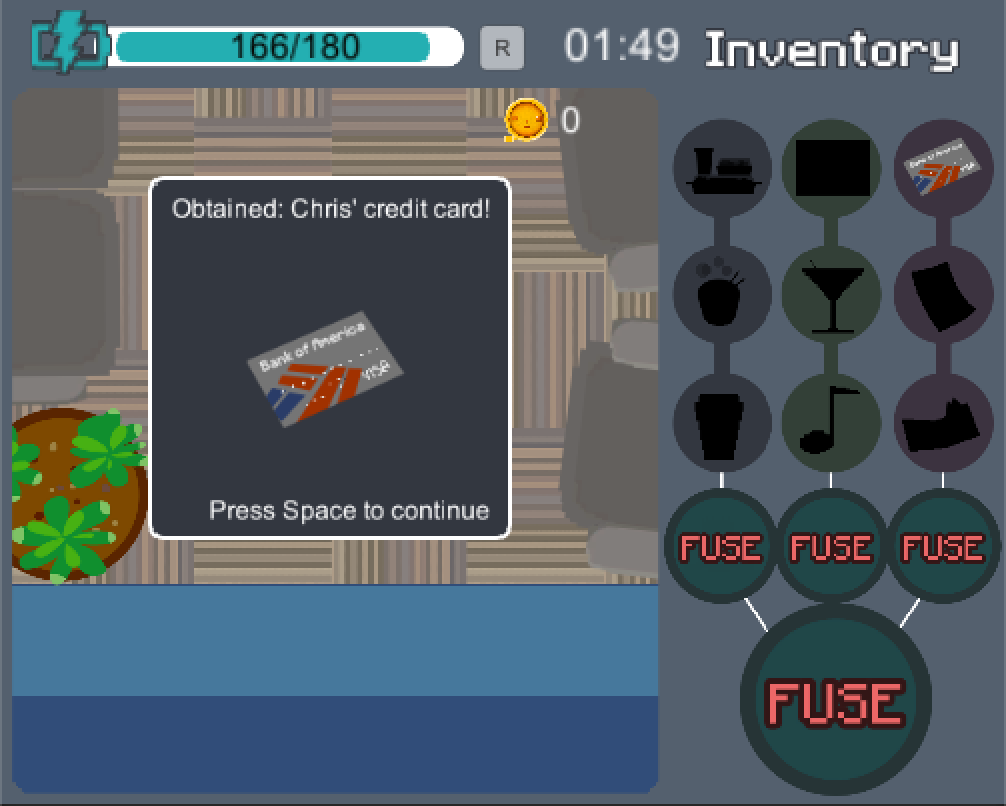 166/180
R
01:49
Inventory
0
Obtained: Chris' credit card!
Bank of America
VISA
Press Space to continue
Bank of America
VISA
FUSE
FUSE
FUSE
FUSE